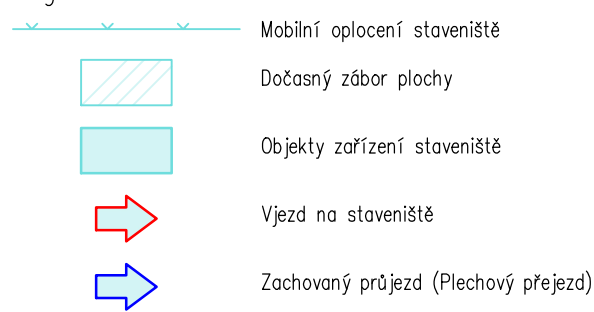 Mobilní oplocení staveniště
Dočasný zábor plochy
Objekty zařízení staveniště
Vjezd na staveniště
Zachovaný průjezd (Plechový přejezd)